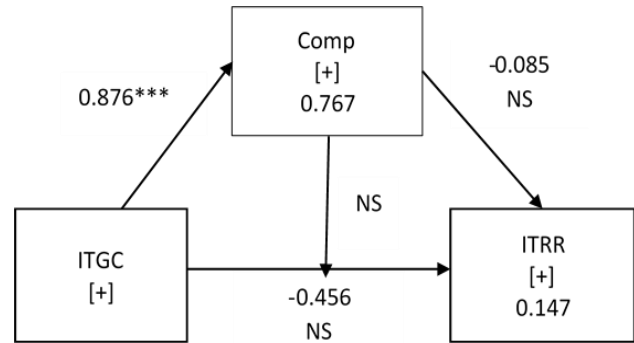 Comp
[+]
0.767
0.876***
-0.085
NS
NS
ITGC
[+]
-0.456
NS
ITRR
[+]
0.147